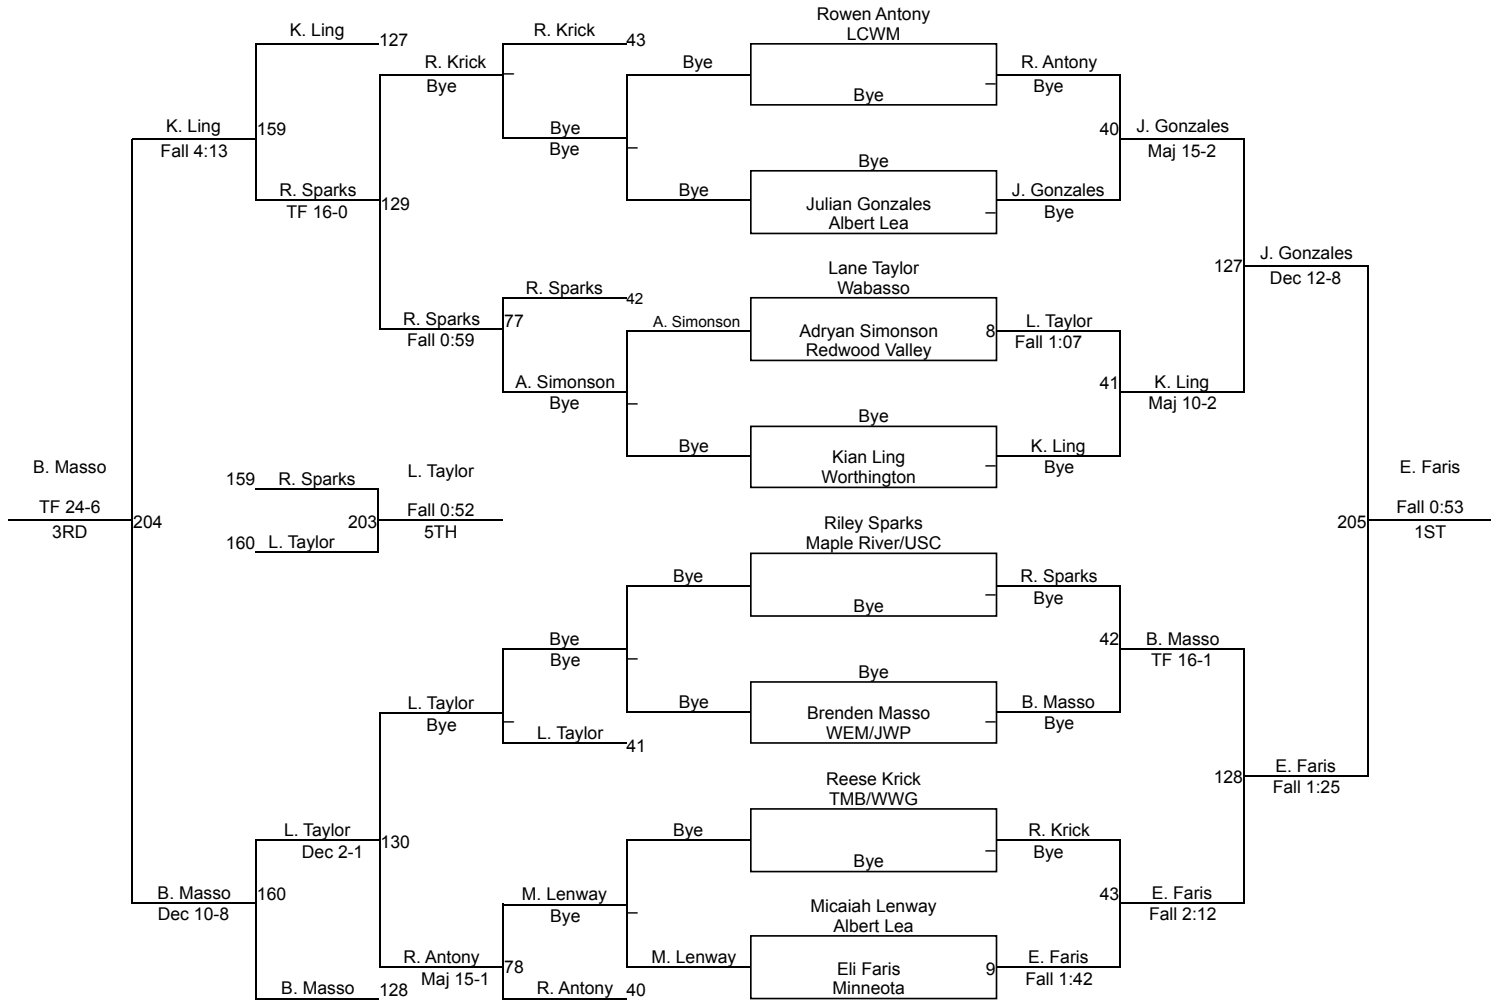 Rowen Antony
LCWM
K. Ling
127
R. Krick
43
R. Krick
Bye
Bye
Bye
R. Antony
Bye
K. Ling
159
Fall 4:13
Bye
Bye
40
J. Gonzales
Maj 15-2
Bye
R. Sparks
TF 16-0
129
Bye
Julian Gonzales
Albert Lea
J. Gonzales
Bye
127
J. Gonzales
Dec 12-8
Lane Taylor
Wabasso
R. Sparks
42
R. Sparks
77
Fall 0:59
A. Simonson
Adryan Simonson
Redwood Valley
8
L. Taylor
Fall 1:07
A. Simonson
Bye
41
K. Ling
Maj 10-2
Bye
Bye
Kian Ling
Worthington
K. Ling
Bye
B. Masso
TF 24-6
3RD
204
159
R. Sparks
203
160
L. Taylor
L. Taylor
Fall 0:52
5TH
E. Faris
Fall 0:53
1ST
205
Riley Sparks
Maple River/USC
Bye
Bye
R. Sparks
Bye
Bye
Bye
42
B. Masso
TF 16-1
Bye
L. Taylor
Bye
Bye
Brenden Masso
WEM/JWP
B. Masso
Bye
L. Taylor
41
128
E. Faris
Fall 1:25
Reese Krick
TMB/WWG
L. Taylor
Dec 2-1
130
Bye
Bye
R. Krick
Bye
B. Masso
160
Dec 10-8
M. Lenway
Bye
43
E. Faris
Fall 2:12
Micaiah Lenway
Albert Lea
R. Antony
Maj 15-1
78
M. Lenway
Eli Faris
Minneota
9
E. Faris
Fall 1:42
B. Masso
128
R. Antony
40